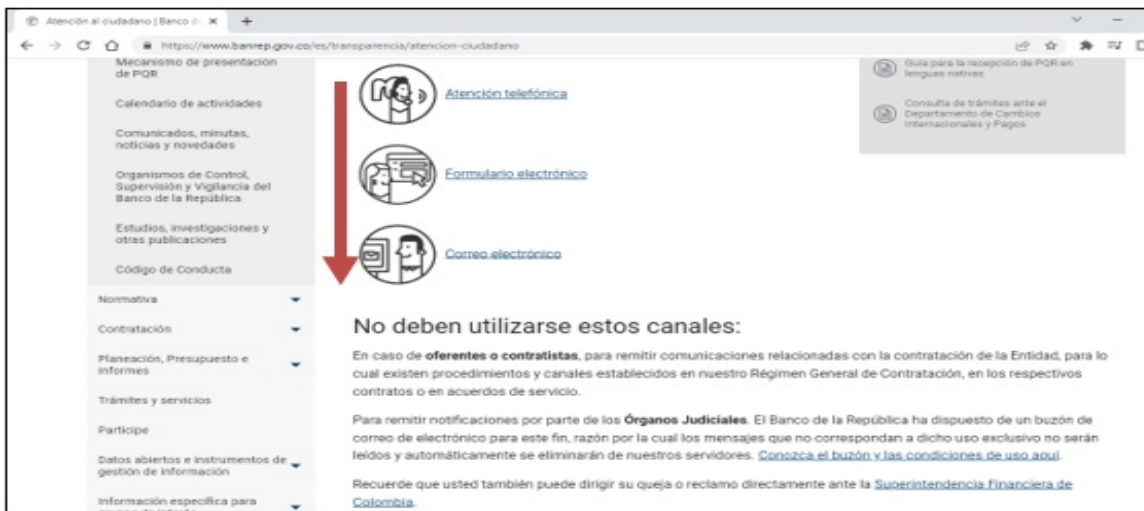 Atención al ciudadano | Banco de
https://www.banrep.gov.co/es/transparencia/atencion-ciudadano
Mecanismo de presentación
de PQR
Calendario de actividades
Comunicados, minutas,
noticias y novedades
Organismos de Control,
Supervisión y Vigilancia del
Banco de la República
Estudios, investigaciones y
otras publicaciones
Código de Conducta
Normativa
Contratación
Planeación, Presupuesto e
Informes
Trámites y servicios
Participe
Datos abiertos e instrumentos de
gestión de información
Información específica para
Atención telefónica
Formulario electrónico
Correo electrónico
Guía para la recepción de PQR en
lenguas nativas
Consulta de trámites ante el
Departamento de Cambios
Internacionales y Pagos
No deben utilizarse estos canales:
En caso de oferentes o contratistas, para remitir comunicaciones relacionadas con la contratación de la Entidad, para lo
cual existen procedimientos y canales establecidos en nuestro Régimen General de Contratación, en los respectivos
contratos o en acuerdos de servicio.
Para remitir notificaciones por parte de los Órganos Judiciales. El Banco de la República ha dispuesto de un buzón de
correo de electrónico para este fin, razón por la cual los mensajes que no correspondan a dicho uso exclusivo no serán
leídos y automáticamente se eliminarán de nuestros servidores. Conozca el buzón y las condiciones de uso aquí.
Recuerde que usted también puede dirigir su queja o reclamo directamente ante la Superintendencia Financiera de
Colombia.